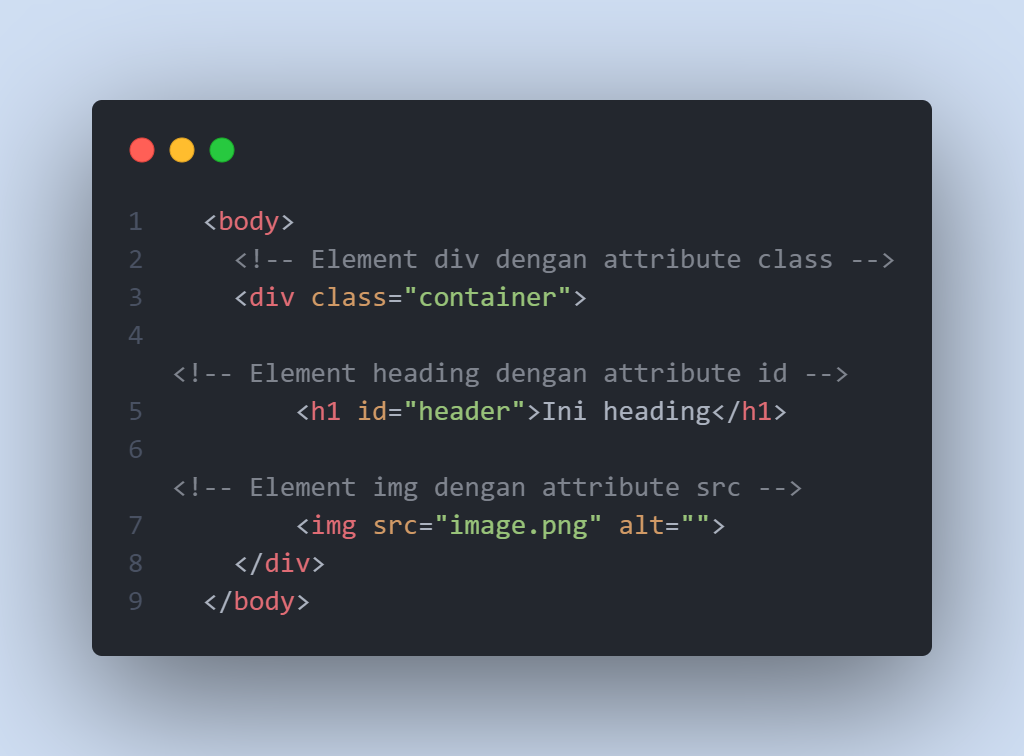 1 <body>
2 <!-- Element div dengan attribute class -->
3 <div class="container">
4
<!-- Element heading dengan attribute id -->
5 <h1 id="header">Ini heading</h1>
6
<!-- Element img dengan attribute src -->
7 <img src="image.png" alt="">
8 </div>
9 </body>